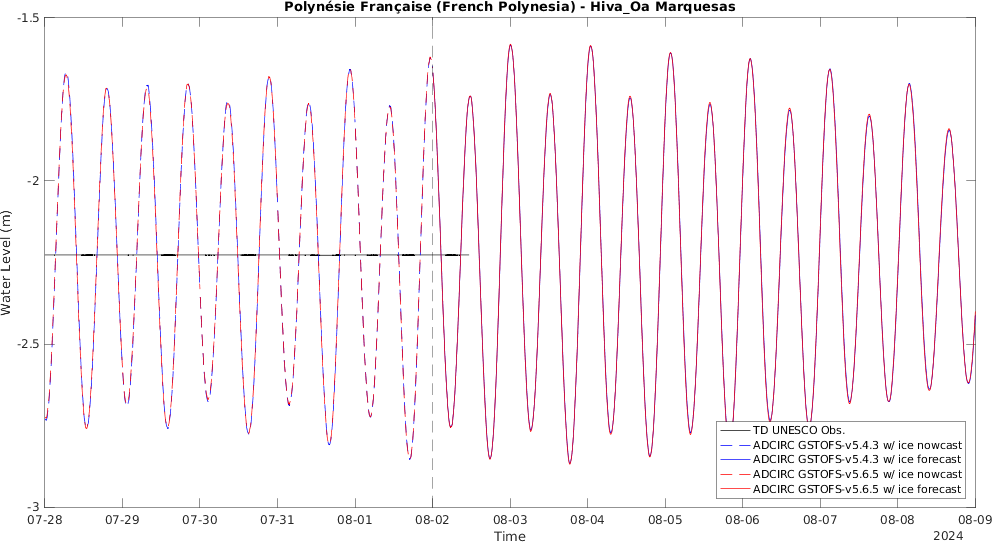 Polynésie Française (French Polynesia) - Hiva_Oa Marquesas
-1.5
-2
-2.5
-3
Water Level (m)
07-28 07-29 07-30 07-31 08-01 08-02 08-03 08-04 08-05 08-06 08-07 08-08 08-09
Time
2024
TD UNESCO Obs.
ADCIRC GSTOFS-v5.4.3 w/ ice nowcast
ADCIRC GSTOFS-v5.4.3 w/ ice forecast
ADCIRC GSTOFS-v5.6.5 w/ ice nowcast
ADCIRC GSTOFS-v5.6.5 w/ ice forecast